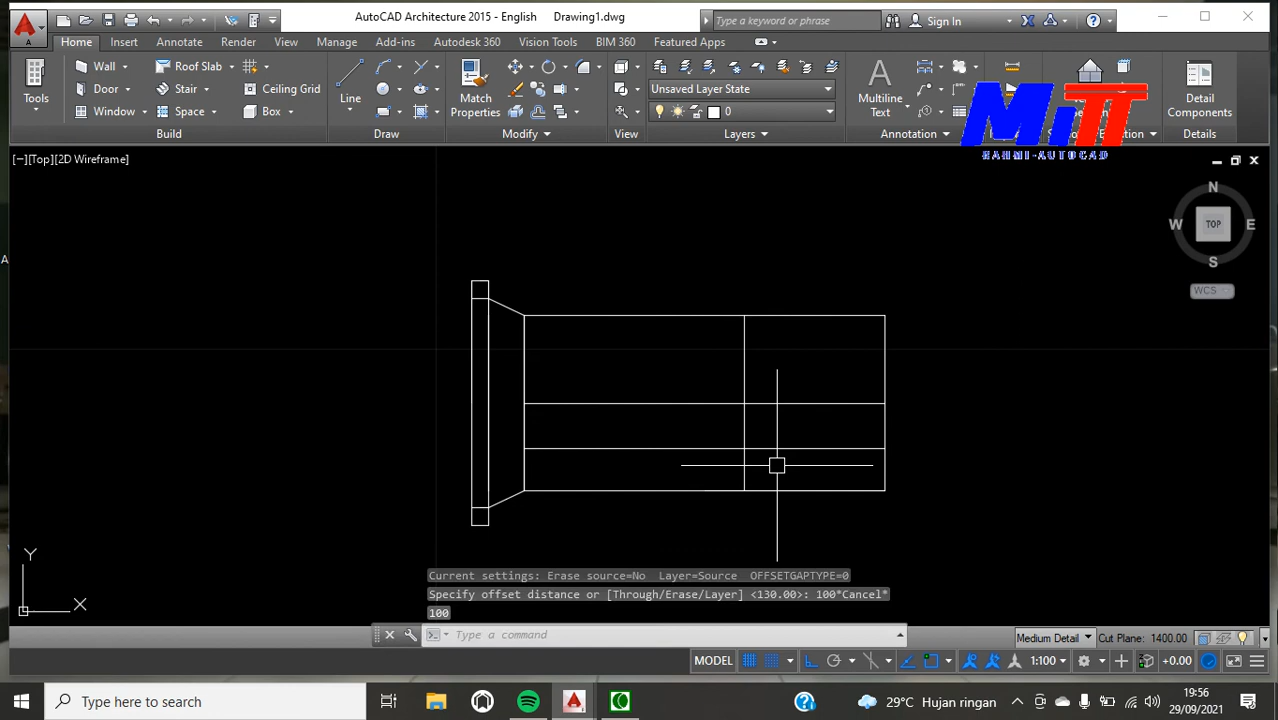 AutoCAD Architecture 2015 - English Drawing1.dwg
Type a keyword or phrase
Sign In
Home Insert Annotate Render View Manage Add-ins Autodesk 360 Vision Tools BIM 360 Featured Apps
Tools
Wall
Roof Slab
Door
Stair
Ceiling Grid
Window
Space
Box
Build
Line
Draw
Match
Properties
Modify
View
Unsaved Layer State
0
Layers
Multiline
Text
Annotation
Detail
Components
Details
MiTT
RAHMI-AUTOCAD
[−][Top][2D Wireframe]
N
W TOP E
S
WCS
Y
X
Current settings: Erase source=No Layer=Source OFFSETGAPTYPE=0
Specify offset distance or [Through/Erase/Layer] <130.00>: 100*Cancel*
100
Type a command
Medium Detail Cut Plane: 1400.00
MODEL 1:100 +0.00
Type here to search
29°C Hujan ringan
19:56
29/09/2021